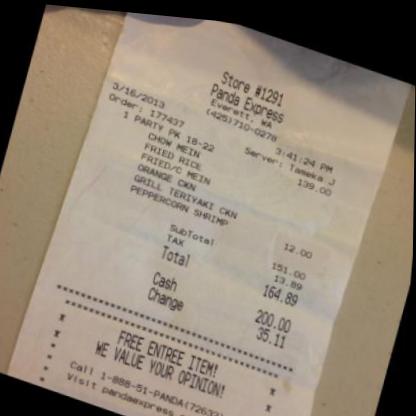 Store #1291
Panda Express
Everett, WA
(425)710-0278
3/16/2013 3:41:24 PM
Order: 177437 Server: Tameka J
1 PARTY PK 18-22 139.00
CHOW MEIN
FRIED RICE
FRIED/C MEIN
ORANGE CKN
GRILL TERIYAKI CKN
PEPPERCORN SHRIMP 12.00
SubTotal 151.00
TAX 13.89
Total 164.89
Cash 200.00
Change 35.11
FREE ENTREE ITEM!
WE VALUE YOUR OPINION!
Call 1-888-51-PANDA(72632)
Visit pandaexpress